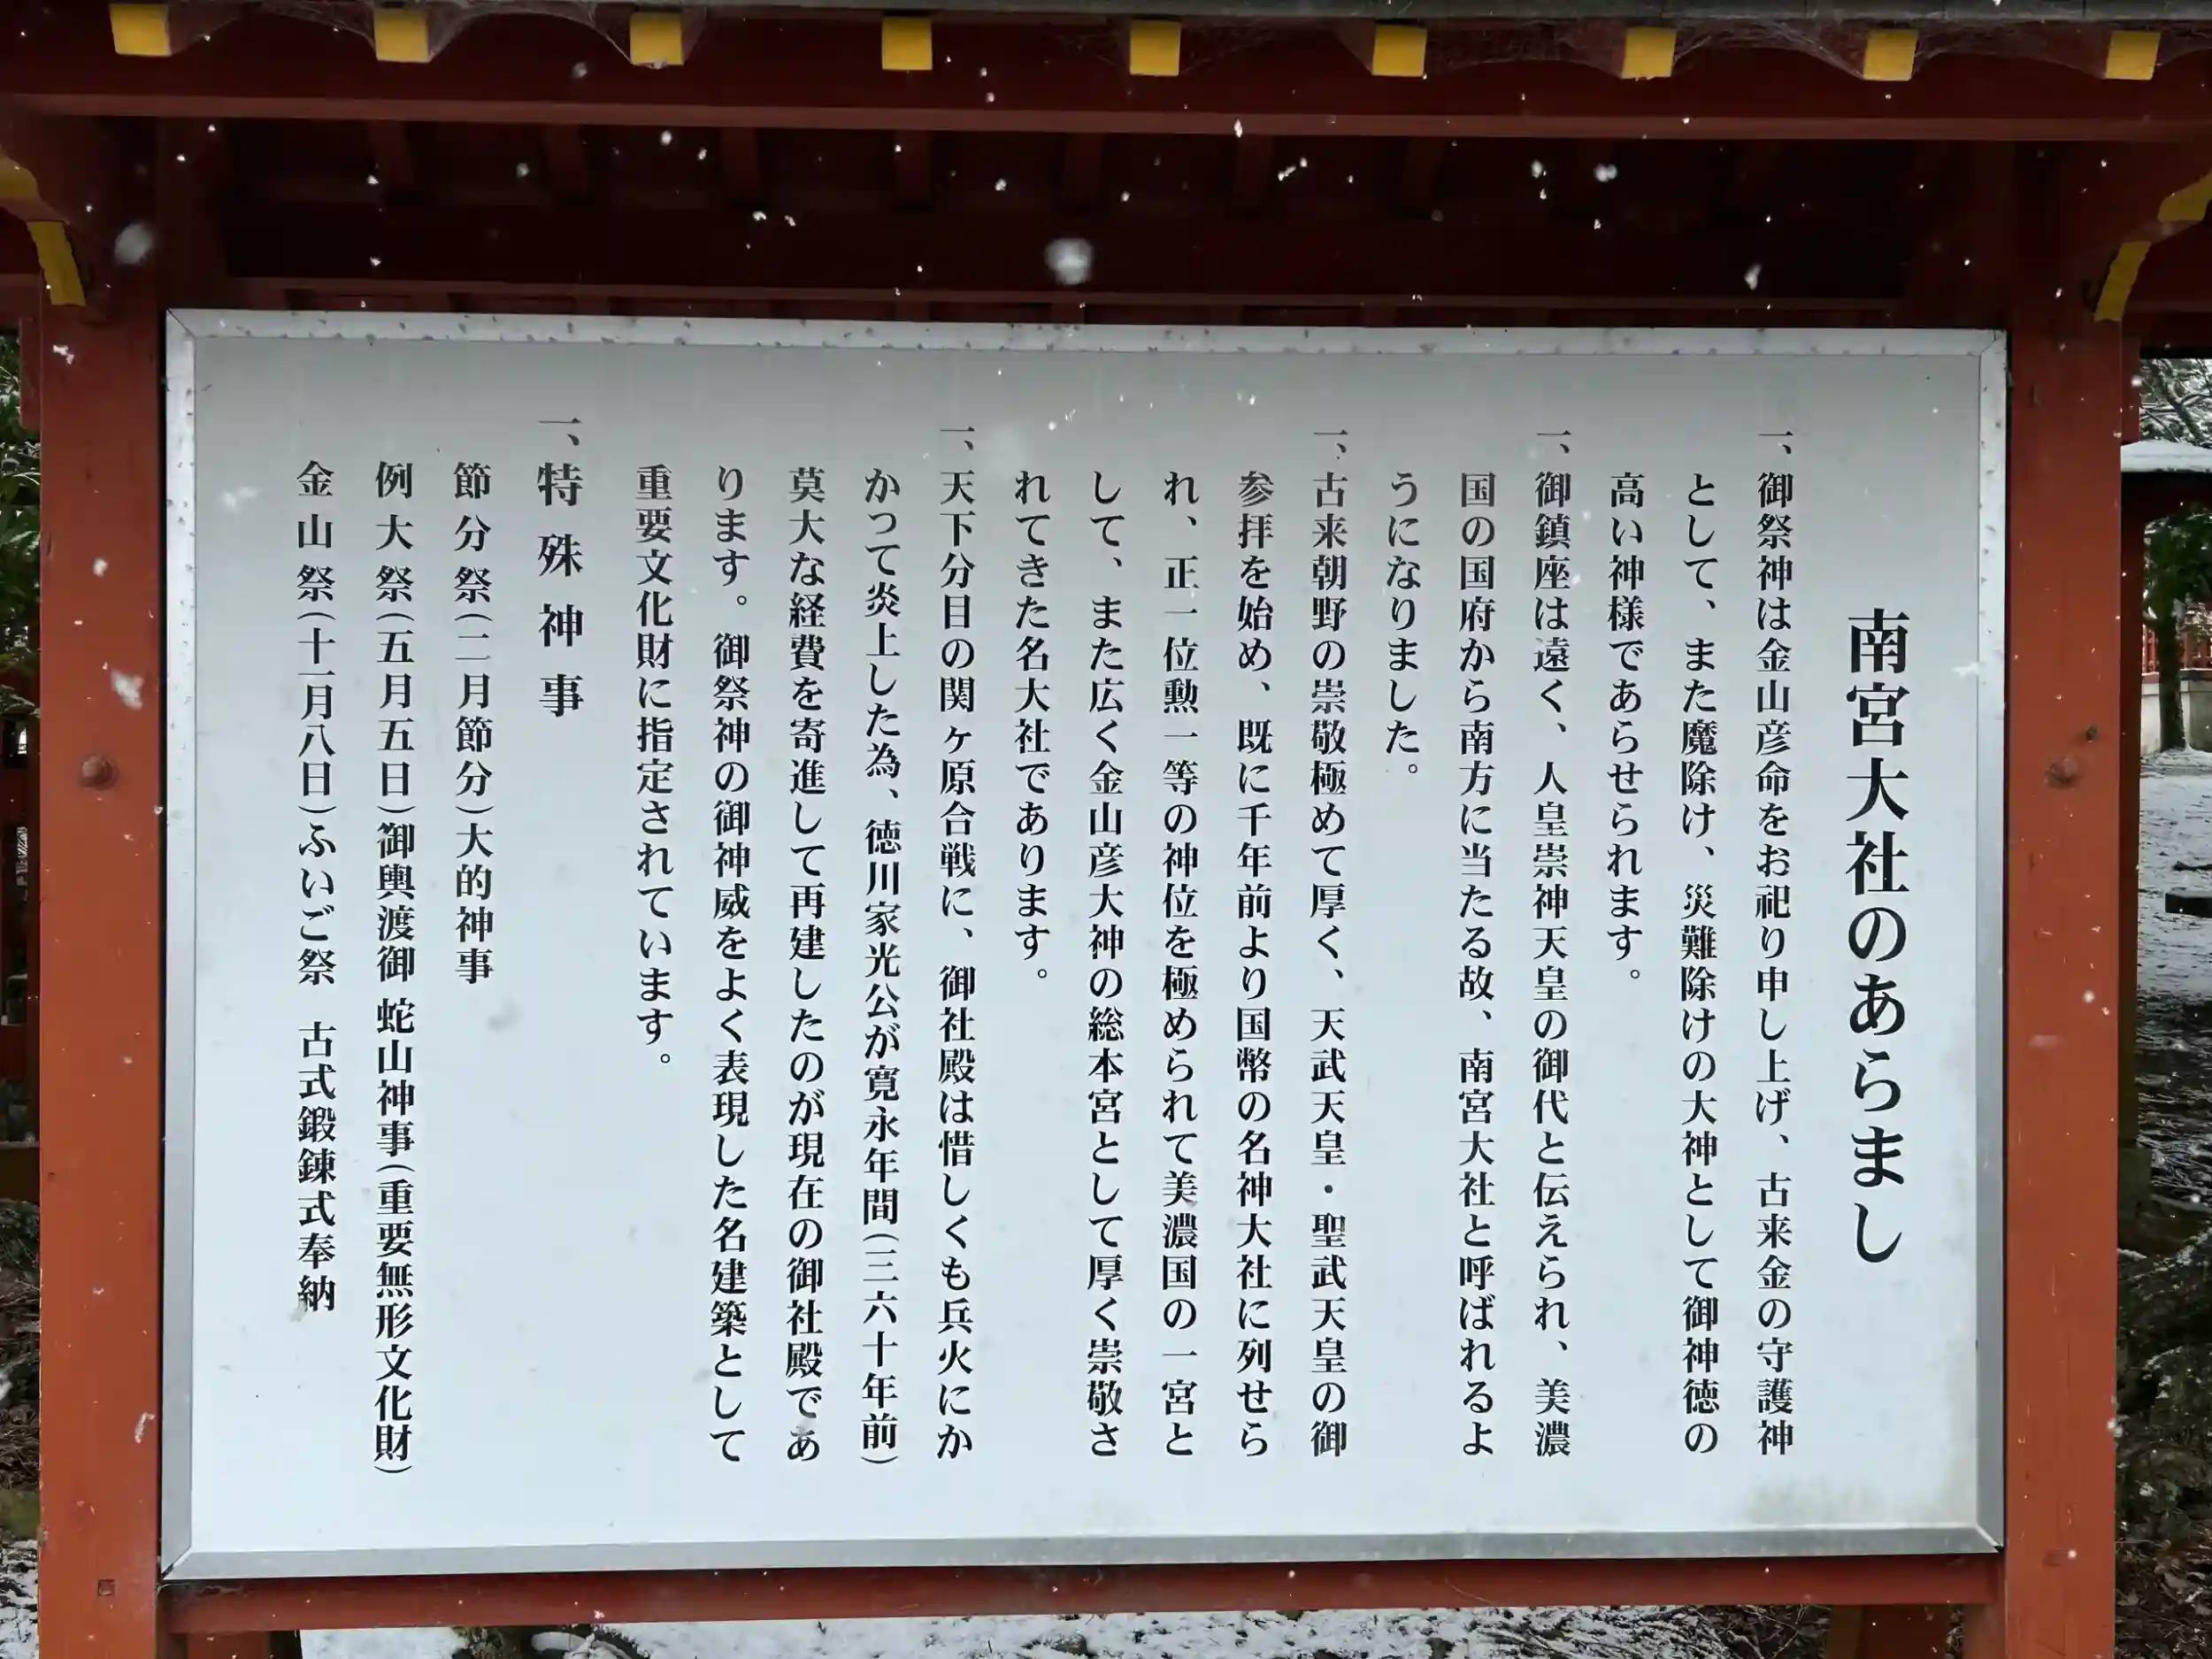 南宮大社のあらまし
一、御祭神は金山彦命をお祀り申し上げ、古来金の守護神
として、また魔除け、災難除けの大神として御神徳の
高い神様であらせられます。
一、御鎮座は遠く、人皇崇神天皇の御代と伝えられ、美濃
国の国府から南方に当たる故、南宮大社と呼ばれるよ
うになりました。
一、古来朝野の崇敬極めて厚く、天武天皇・聖武天皇の御
参拝を始め、既に千年前より国幣の名神大社に列せら
れ、正一位勲一等の神位を極められて美濃国の一宮と
して、また広く金山彦大神の総本宮として厚く崇敬さ
れてきた名大社であります。
一、天下分目の関ヶ原合戦に、御社殿は惜しくも兵火にか
かって炎上した為、徳川家光公が寛永年間(三六十年前)
莫大な経費を寄進して再建したのが現在の御社殿であ
ります。御祭神の御神威をよく表現した名建築として
重要文化財に指定されています。
一、特殊神事
節分祭(二月節分)大的神事
例大祭(五月五日)御輿渡御 蛇山神事(重要無形文化財)
金山祭(十一月八日)ふいご祭 古式鍛錬式奉納